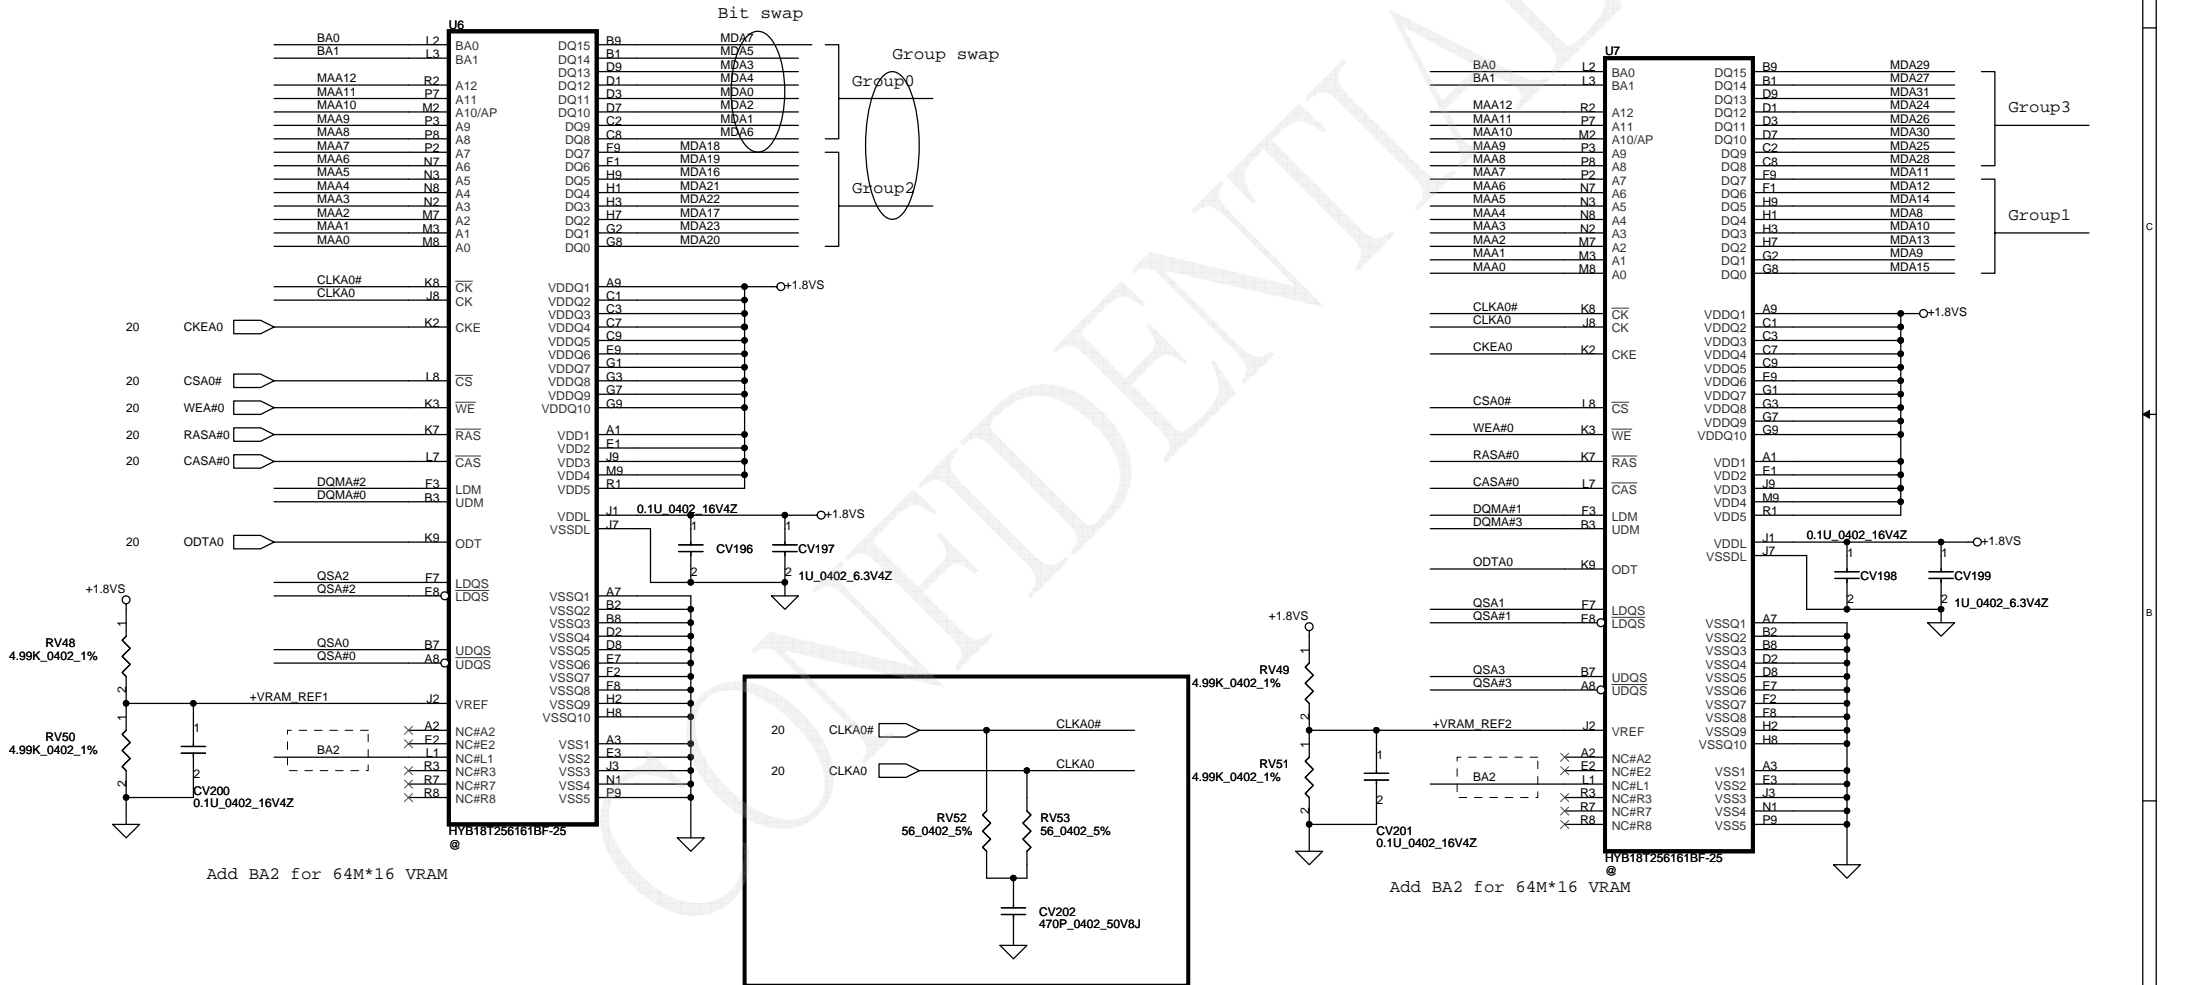 Bit swap
Group swap
U6
BA0 L2 BA0 DQ15 B9 MDA7
BA1 L3 BA1 DQ14 B1 MDA5
DQ13 D9 MDA3
MAA12 R2 A12 DQ12 D1 MDA4
MAA11 P7 A11 DQ11 D3 MDA0
MAA10 M2 A10/AP DQ10 D7 MDA2
MAA9 P3 A9 DQ9 C2 MDA1
MAA8 P8 A8 DQ8 C8 MDA6
Group0
MAA7 P2 A7 DQ7 F9 MDA18
MAA6 N7 A6 DQ6 F1 MDA19
MAA5 N3 A5 DQ5 H9 MDA16
MAA4 N8 A4 DQ4 H1 MDA21
MAA3 N2 A3 DQ3 H3 MDA22
MAA2 M7 A2 DQ2 H7 MDA17
MAA1 M3 A1 DQ1 G2 MDA23
MAA0 M8 A0 DQ0 G8 MDA20
Group2
CLKA0# K8 CK VDDQ1 A9 +1.8VS
CLKA0 J8 CK VDDQ2 C1
VDDQ3 C3
20 CKEA0 K2 CKE VDDQ4 C7
VDDQ5 C9
VDDQ6 E9
VDDQ7 G1
20 CSA0# L8 CS VDDQ8 G3
VDDQ9 G7
20 WEA#0 K3 WE VDDQ10 G9
20 RASA#0 K7 RAS VDD1 A1
VDD2 E1
20 CASA#0 L7 CAS VDD3 J9
VDD4 M9
DQMA#2 F3 LDM VDD5 R1
DQMA#0 B3 UDM
VDDL J1 0.1U_0402_16V4Z +1.8VS
VSSDL J7
1 1
CV196 CV197
2 2
1U_0402_6.3V4Z
20 ODTA0 K9 ODT
QSA2 F7 LDQS
QSA#2 E8 LDQS VSSQ1 A7
VSSQ2 B2
VSSQ3 B8
VSSQ4 D2
QSA0 B7 UDQS VSSQ5 D8
QSA#0 A8 UDQS VSSQ6 E7
VSSQ7 F2
VSSQ8 F8
+VRAM_REF1 J2 VREF VSSQ9 H2
VSSQ10 H8
A2 NC#A2
E2 NC#E2 VSS1 A3
BA2 L1 NC#L1 VSS2 E3
R3 NC#R3 VSS3 J3
R7 NC#R7 VSS4 N1
R8 NC#R8 VSS5 P9
HYB18T256161BF-25
@
+1.8VS
1
RV48
4.99K_0402_1%
2
1
RV50
4.99K_0402_1%
2
1
2
CV200
0.1U_0402_16V4Z
Add BA2 for 64M*16 VRAM
20 CLKA0# CLKA0#
20 CLKA0 CLKA0
RV52
56_0402_5%
RV53
56_0402_5%
CV202
470P_0402_50V8J
U7
BA0 L2 BA0 DQ15 B9 MDA29
BA1 L3 BA1 DQ14 B1 MDA27
DQ13 D9 MDA31
MAA12 R2 A12 DQ12 D1 MDA24
MAA11 P7 A11 DQ11 D3 MDA26
MAA10 M2 A10/AP DQ10 D7 MDA30
MAA9 P3 A9 DQ9 C2 MDA25
MAA8 P8 A8 DQ8 C8 MDA28
Group3
MAA7 P2 A7 DQ7 F9 MDA11
MAA6 N7 A6 DQ6 F1 MDA12
MAA5 N3 A5 DQ5 H9 MDA14
MAA4 N8 A4 DQ4 H1 MDA8
MAA3 N2 A3 DQ3 H3 MDA10
MAA2 M7 A2 DQ2 H7 MDA13
MAA1 M3 A1 DQ1 G2 MDA9
MAA0 M8 A0 DQ0 G8 MDA15
Group1
CLKA0# K8 CK VDDQ1 A9 +1.8VS
CLKA0 J8 CK VDDQ2 C1
VDDQ3 C3
CKEA0 K2 CKE VDDQ4 C7
VDDQ5 C9
VDDQ6 E9
VDDQ7 G1
CSA0# L8 CS VDDQ8 G3
VDDQ9 G7
WEA#0 K3 WE VDDQ10 G9
RASA#0 K7 RAS VDD1 A1
VDD2 E1
CASA#0 L7 CAS VDD3 J9
VDD4 M9
DQMA#1 F3 LDM VDD5 R1
DQMA#3 B3 UDM
VDDL J1 0.1U_0402_16V4Z +1.8VS
VSSDL J7
1 1
CV198 CV199
2 2
1U_0402_6.3V4Z
ODTA0 K9 ODT
QSA1 F7 LDQS
QSA#1 E8 LDQS VSSQ1 A7
VSSQ2 B2
VSSQ3 B8
VSSQ4 D2
QSA3 B7 UDQS VSSQ5 D8
QSA#3 A8 UDQS VSSQ6 E7
VSSQ7 F2
VSSQ8 F8
+VRAM_REF2 J2 VREF VSSQ9 H2
VSSQ10 H8
A2 NC#A2
E2 NC#E2 VSS1 A3
BA2 L1 NC#L1 VSS2 E3
R3 NC#R3 VSS3 J3
R7 NC#R7 VSS4 N1
R8 NC#R8 VSS5 P9
HYB18T256161BF-25
@
+1.8VS
1
RV49
4.99K_0402_1%
2
1
RV51
4.99K_0402_1%
2
1
2
CV201
0.1U_0402_16V4Z
Add BA2 for 64M*16 VRAM
C
B
CONFIDENTIAL